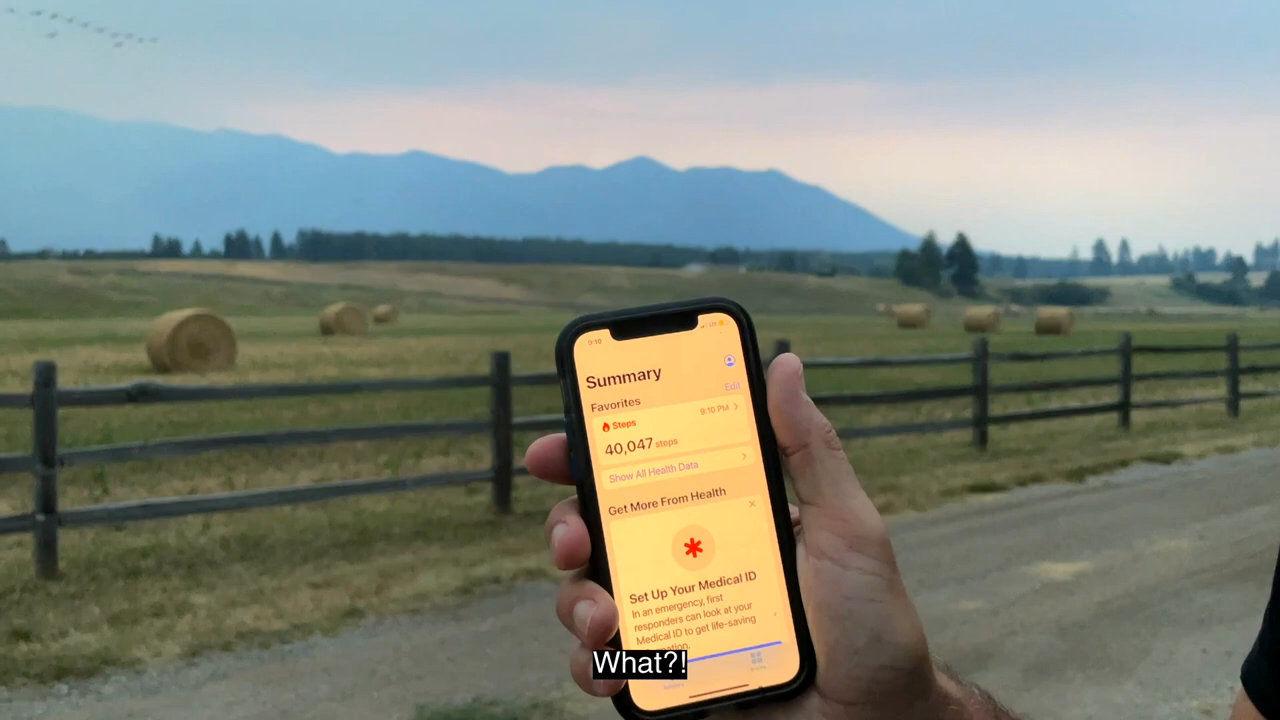 9:10
Summary
Edit
Favorites
Steps
9:10 PM
40,047 steps
Show All Health Data
Get More From Health
Set Up Your Medical ID
In an emergency, first
responders can look at your
Medical ID to get life-saving
What?!